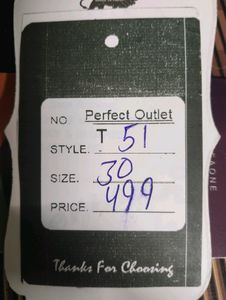 NO Perfect Outlet
STYLE. T 51
SIZE. 30
PRICE. 499
Thanks For Choosing